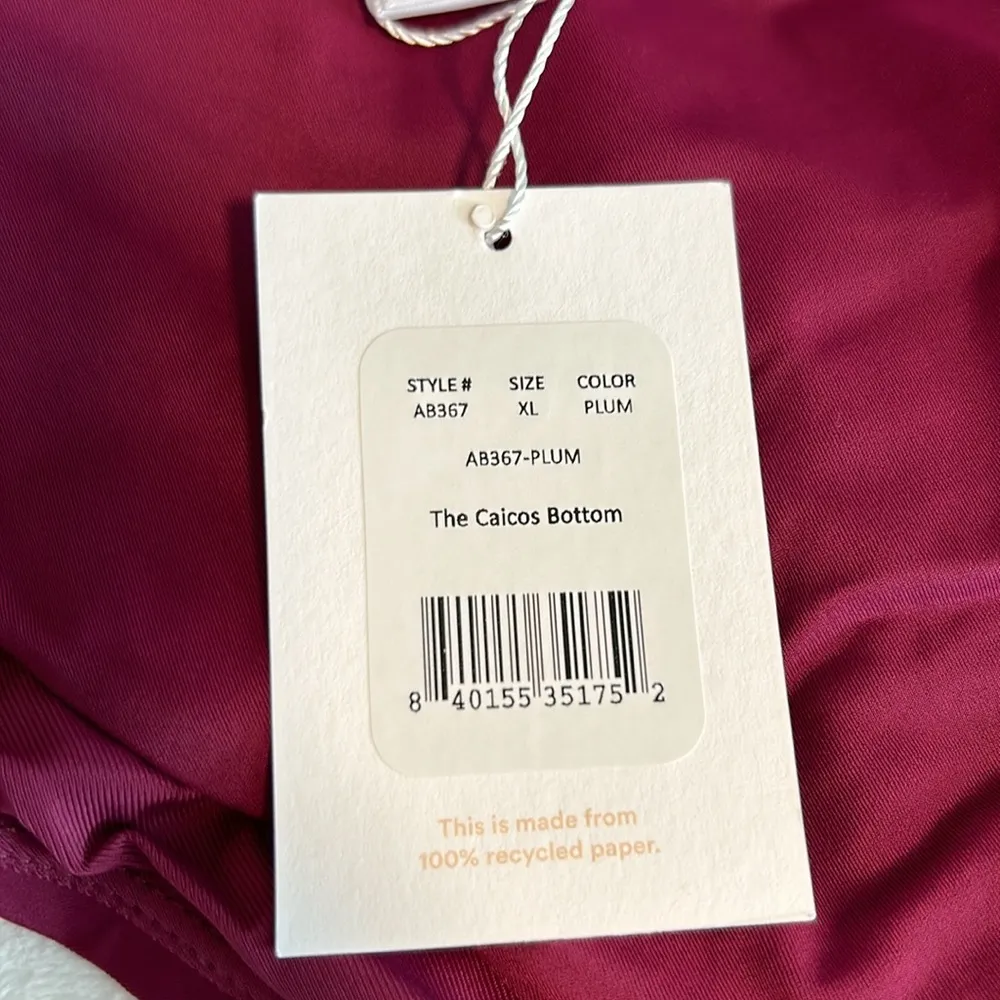 STYLE # SIZE COLOR
AB367 XL PLUM
AB367-PLUM
The Caicos Bottom
8 40155 35175 2
This is made from
100% recycled paper.